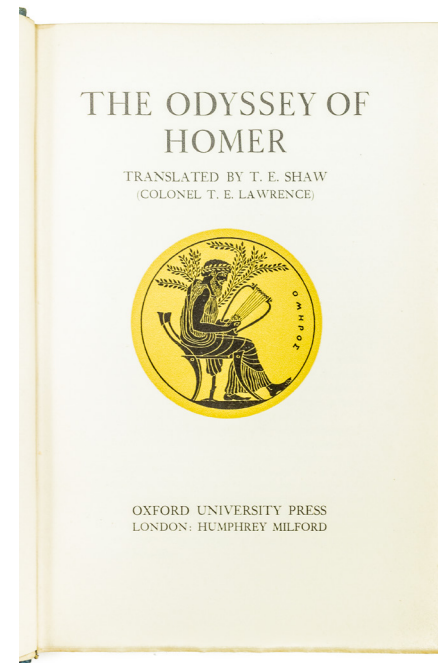 THE ODYSSEY OF
HOMER
TRANSLATED BY T. E. SHAW
(COLONEL T. E. LAWRENCE)
ΟΜΗΡΟΣ
OXFORD UNIVERSITY PRESS
LONDON: HUMPHREY MILFORD